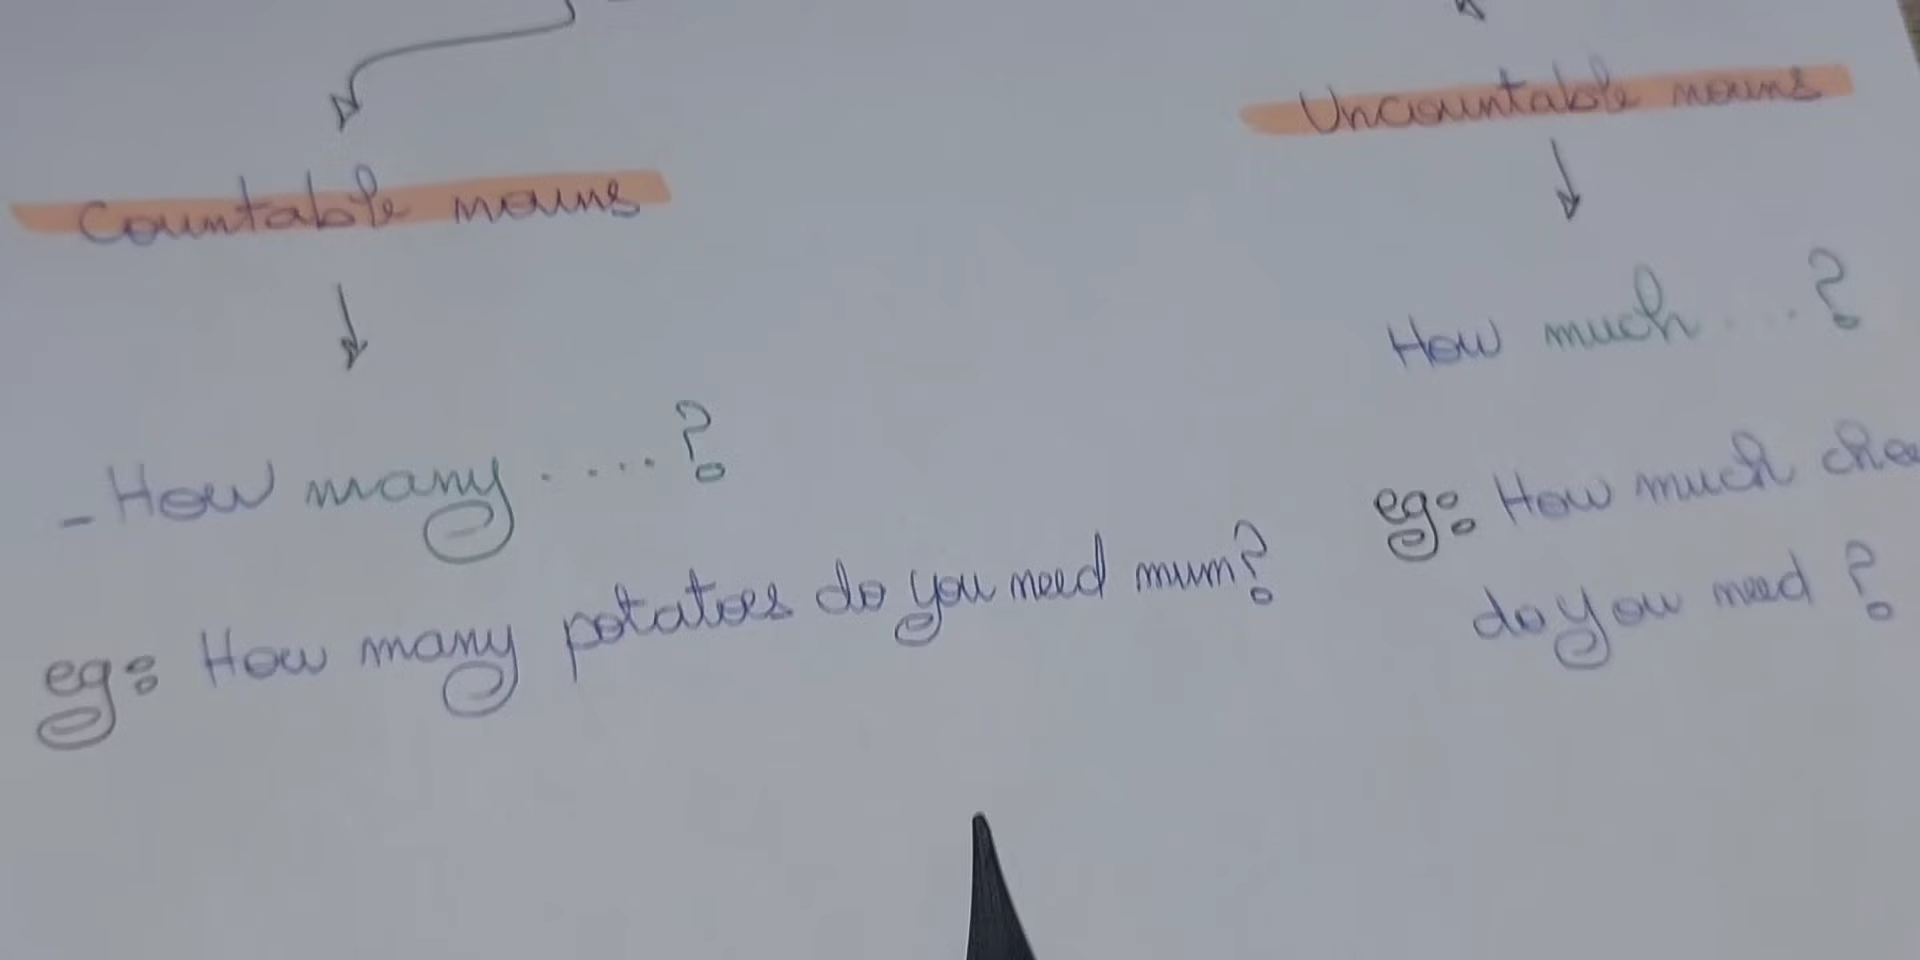 Countable nouns
- How many ..... ?
eg: How many potatoes do you need mum?
Uncountable nouns
How much .... ?
eg: How much
do you need ?